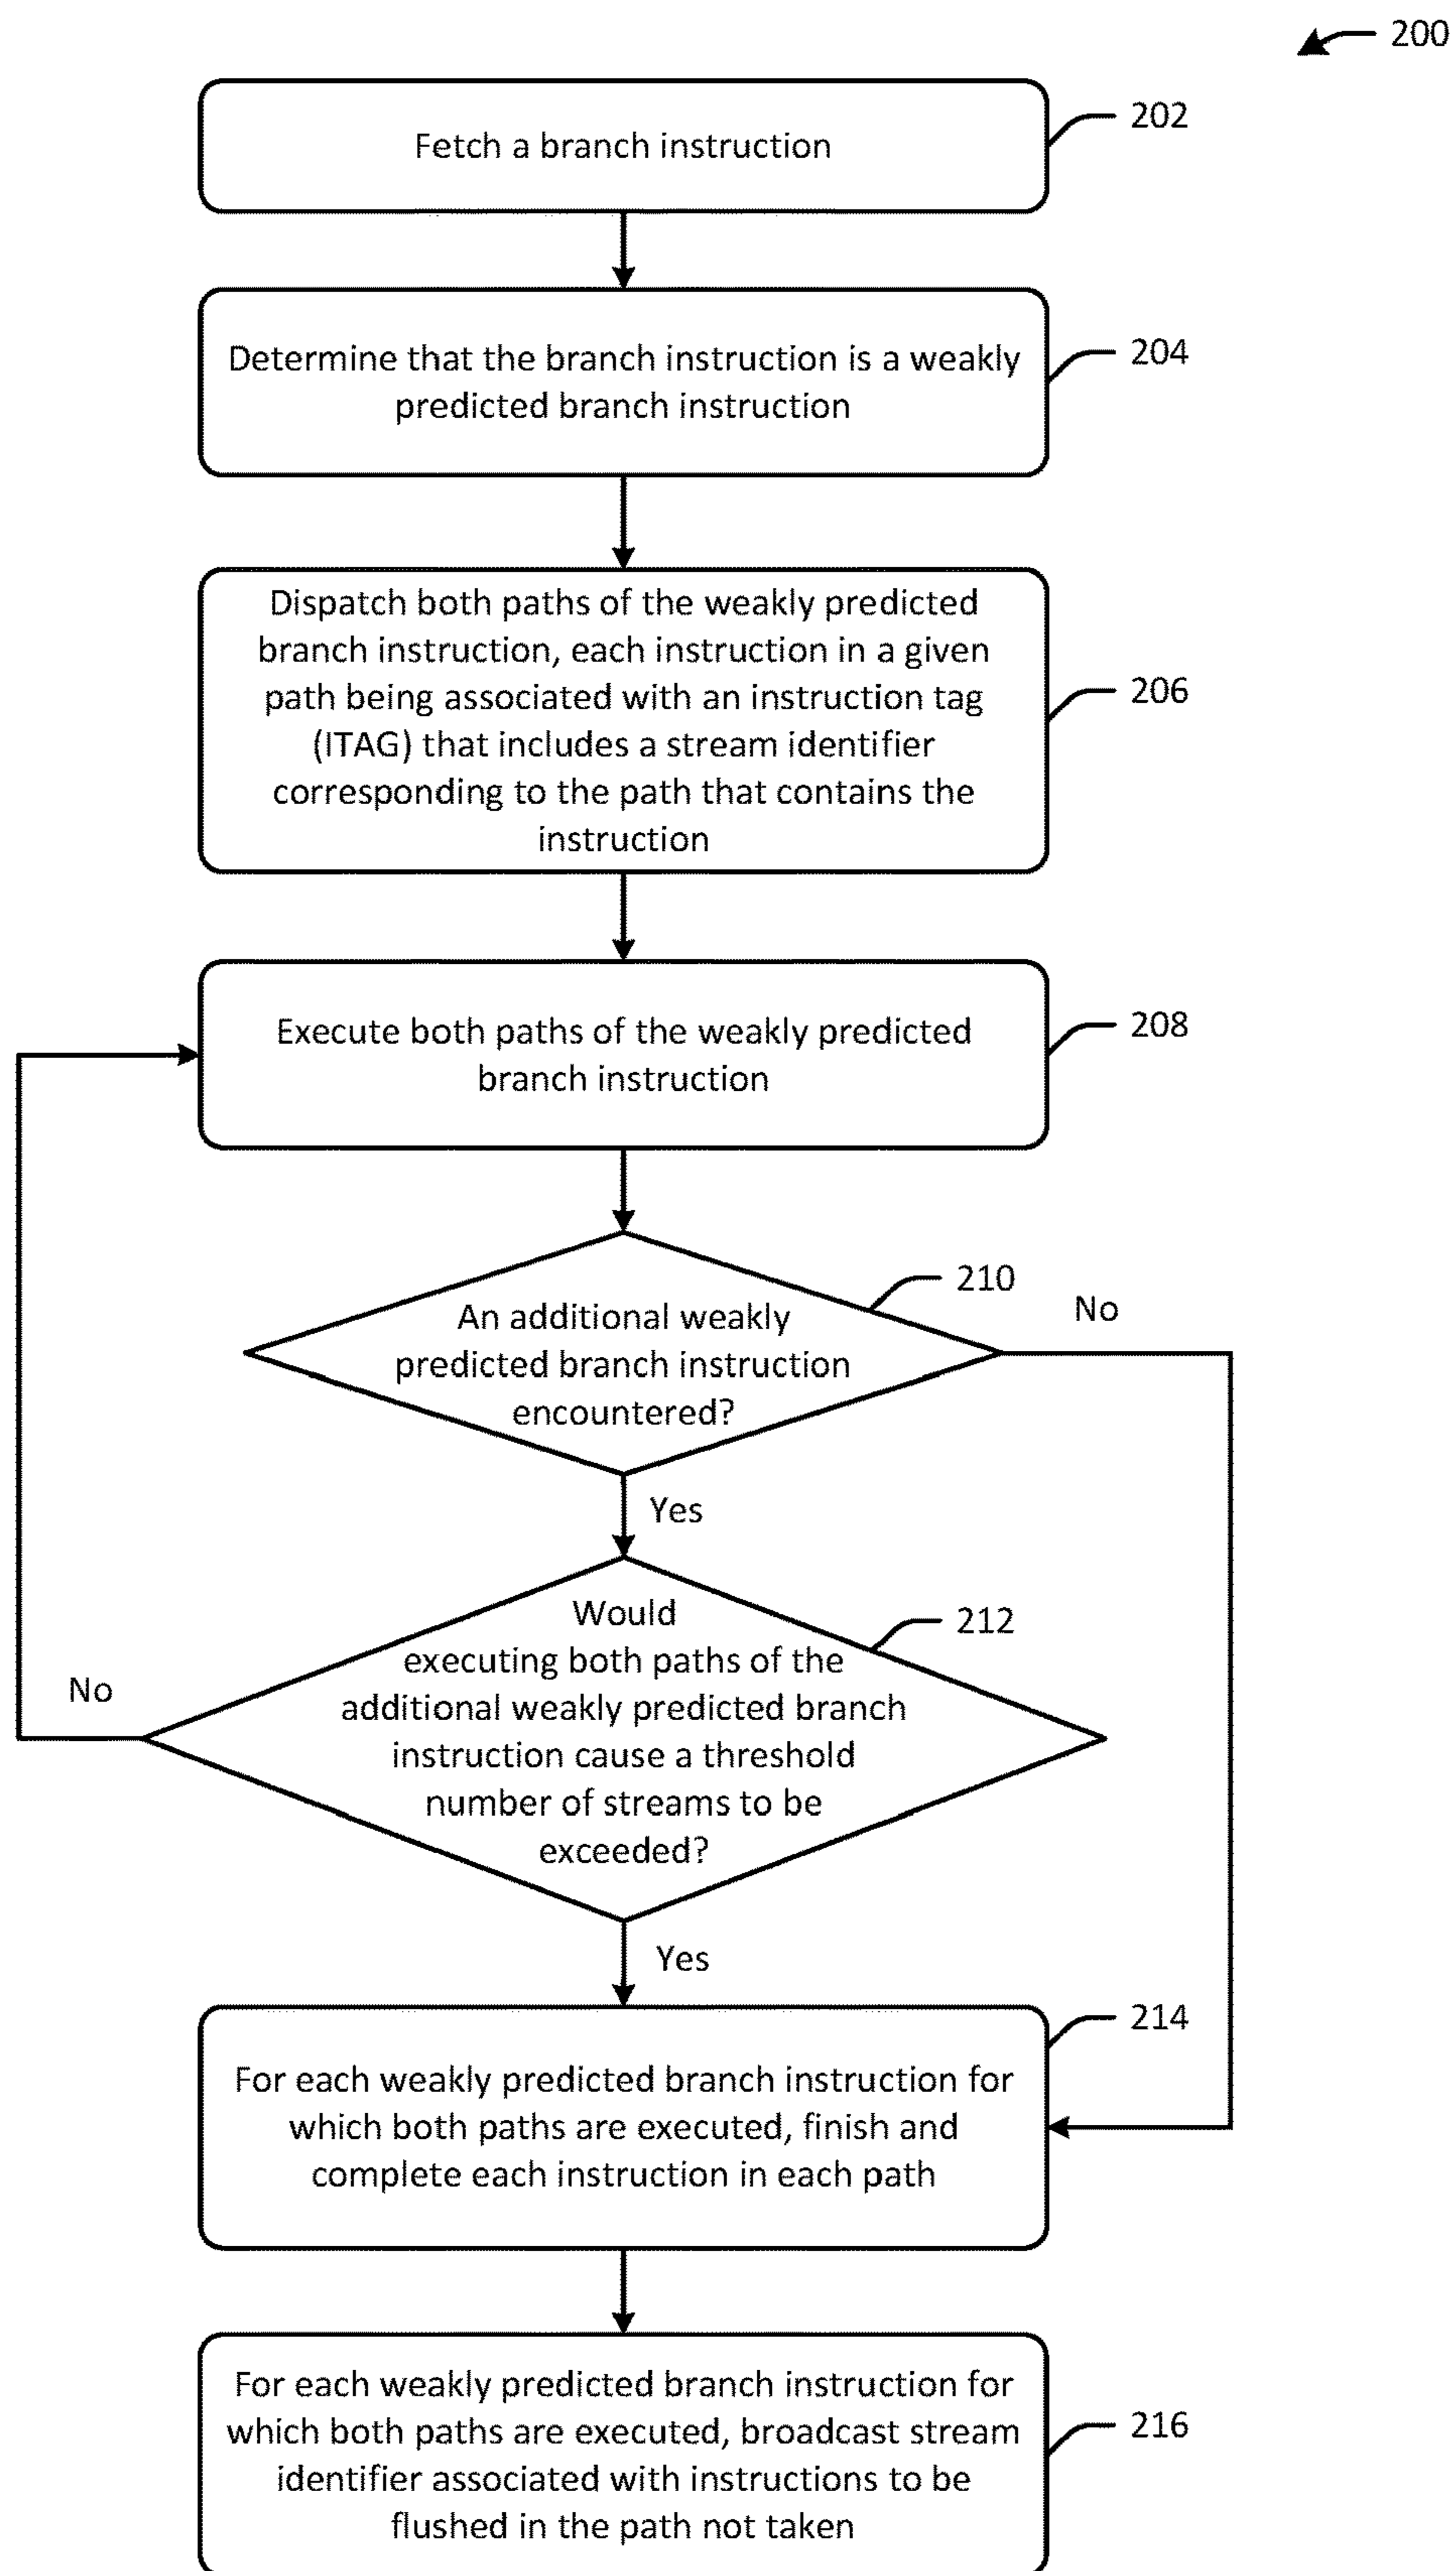 200
Fetch a branch instruction
202
Determine that the branch instruction is a weakly
predicted branch instruction
204
Dispatch both paths of the weakly predicted
branch instruction, each instruction in a given
path being associated with an instruction tag
(ITAG) that includes a stream identifier
corresponding to the path that contains the
instruction
206
Execute both paths of the weakly predicted
branch instruction
208
An additional weakly
predicted branch instruction
encountered?
210
No
Yes
Would
executing both paths of the
additional weakly predicted branch
instruction cause a threshold
number of streams to be
exceeded?
212
No
Yes
For each weakly predicted branch instruction for
which both paths are executed, finish and
complete each instruction in each path
214
For each weakly predicted branch instruction for
which both paths are executed, broadcast stream
identifier associated with instructions to be
flushed in the path not taken
216